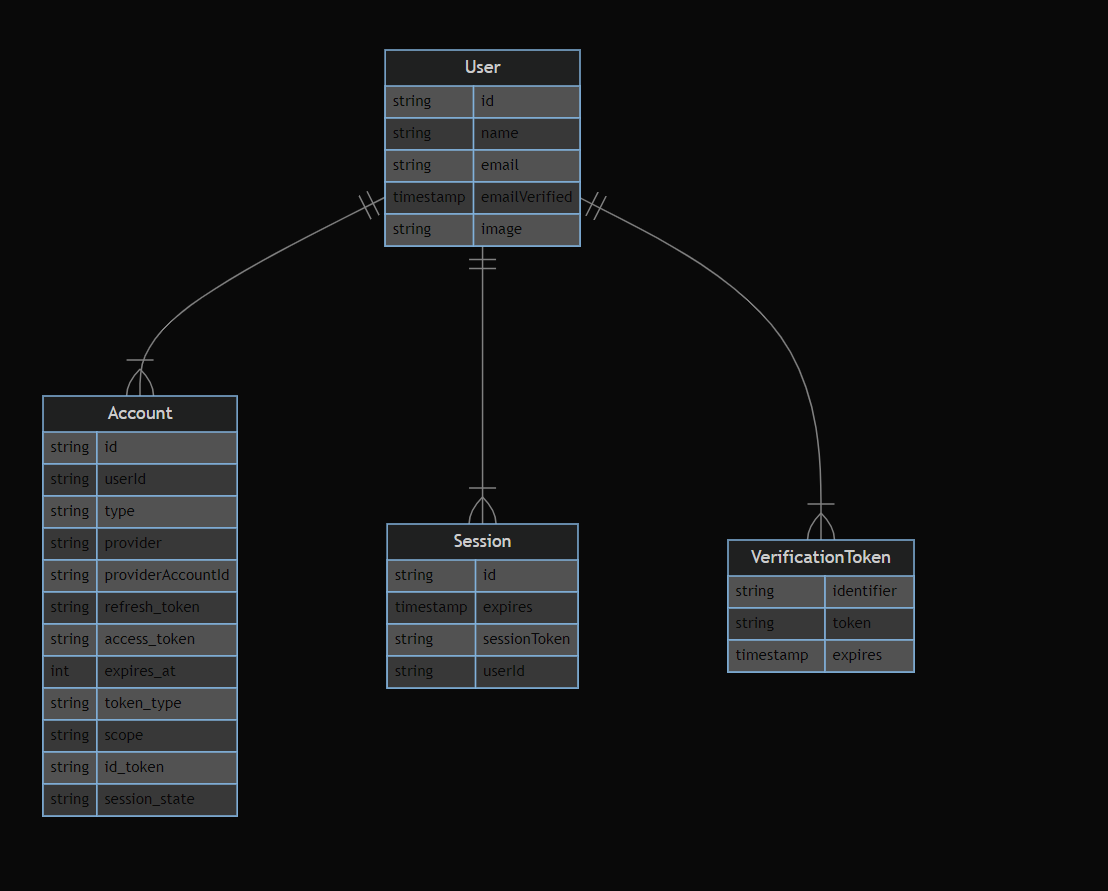 User
string id
string name
string email
timestamp emailVerified
string image
Account
string id
string userId
string type
string provider
string providerAccountId
string refresh_token
string access_token
int expires_at
string token_type
string scope
string id_token
string session_state
Session
string id
timestamp expires
string sessionToken
string userId
VerificationToken
string identifier
string token
timestamp expires